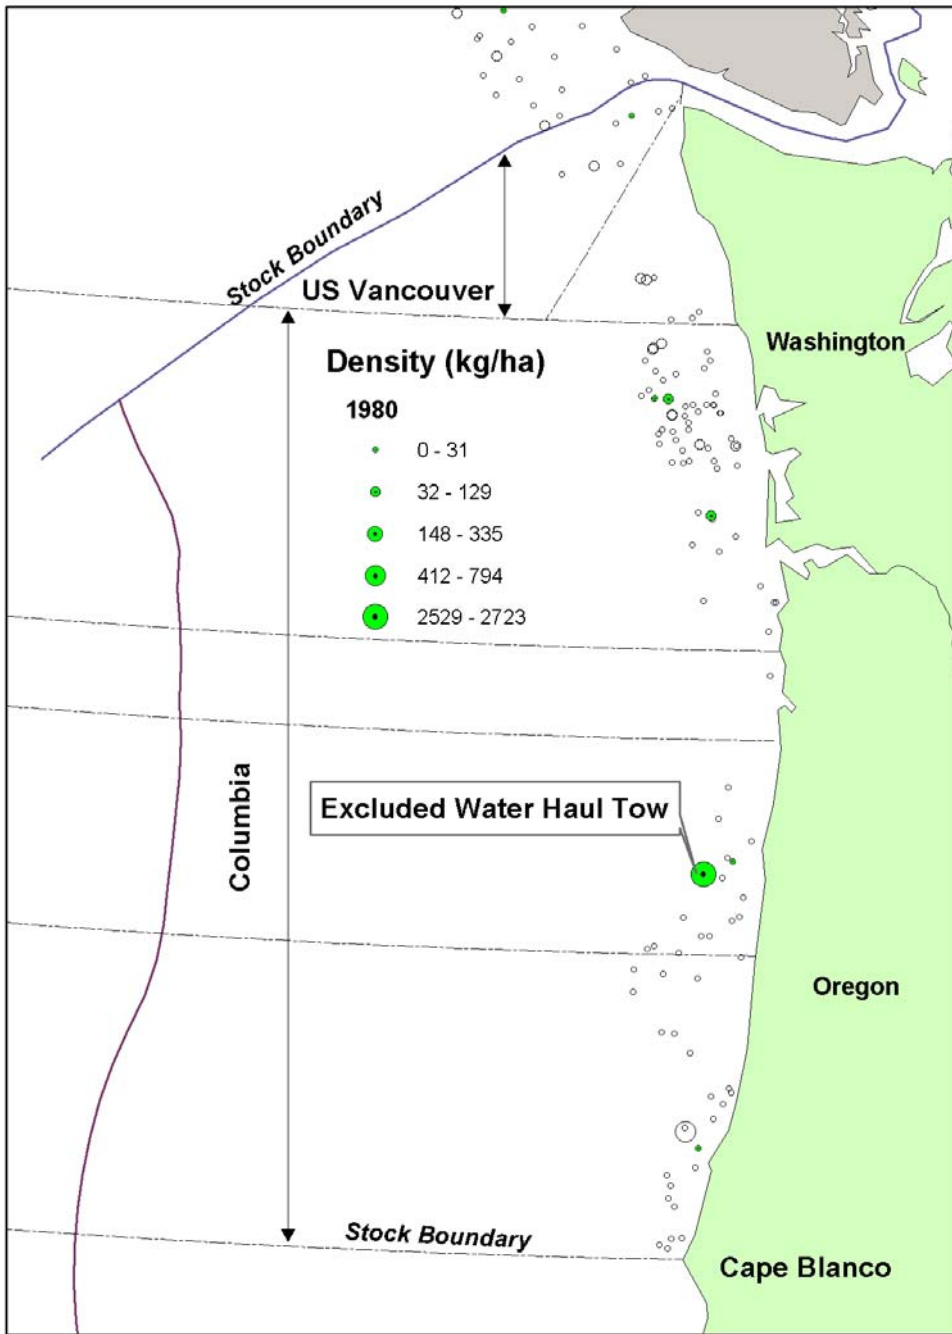 Stock Boundary
US Vancouver
Washington
Density (kg/ha)
1980
0 - 31
32 - 129
148 - 335
412 - 794
2529 - 2723
Columbia
Excluded Water Haul Tow
Oregon
Stock Boundary
Cape Blanco